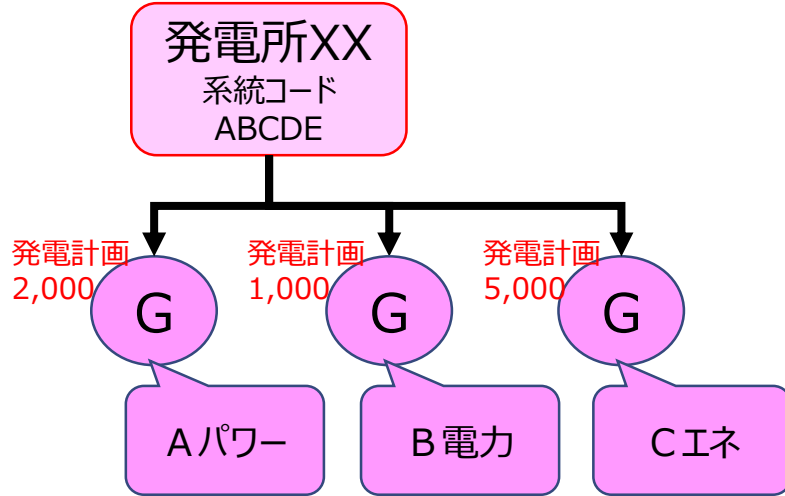 発電所XX
系統コード
ABCDE
発電計画
2,000
発電計画
1,000
発電計画
5,000
G
G
G
Aパワー
B電力
Cエネ